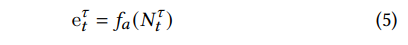 e_t^τ = f_a(N_t^τ) (5)